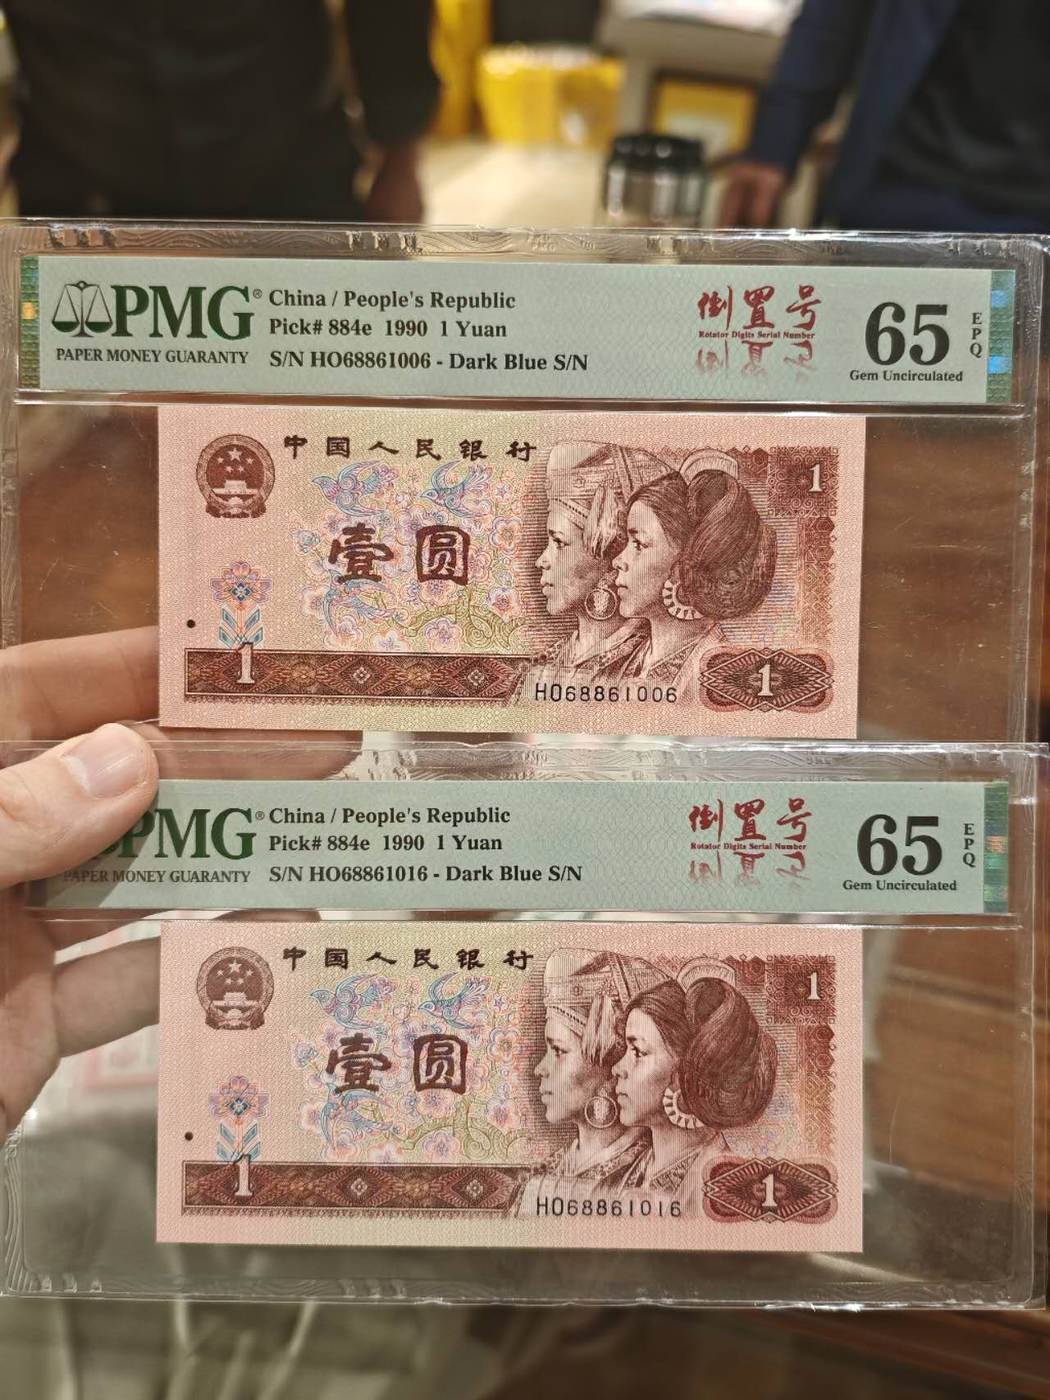 PMG®
PAPER MONEY GUARANTY
China / People's Republic
Pick# 884e 1990 1 Yuan
S/N HO68861006 - Dark Blue S/N
倒置号
Rotator Digits Serial Number
65
EPQ
Gem Uncirculated
中国人民银行
1
壹圆
1
HO68861006
1
PMG®
PAPER MONEY GUARANTY
China / People's Republic
Pick# 884e 1990 1 Yuan
S/N HO68861016 - Dark Blue S/N
倒置号
Rotator Digits Serial Number
65
EPQ
Gem Uncirculated
中国人民银行
1
壹圆
1
HO68861016
1